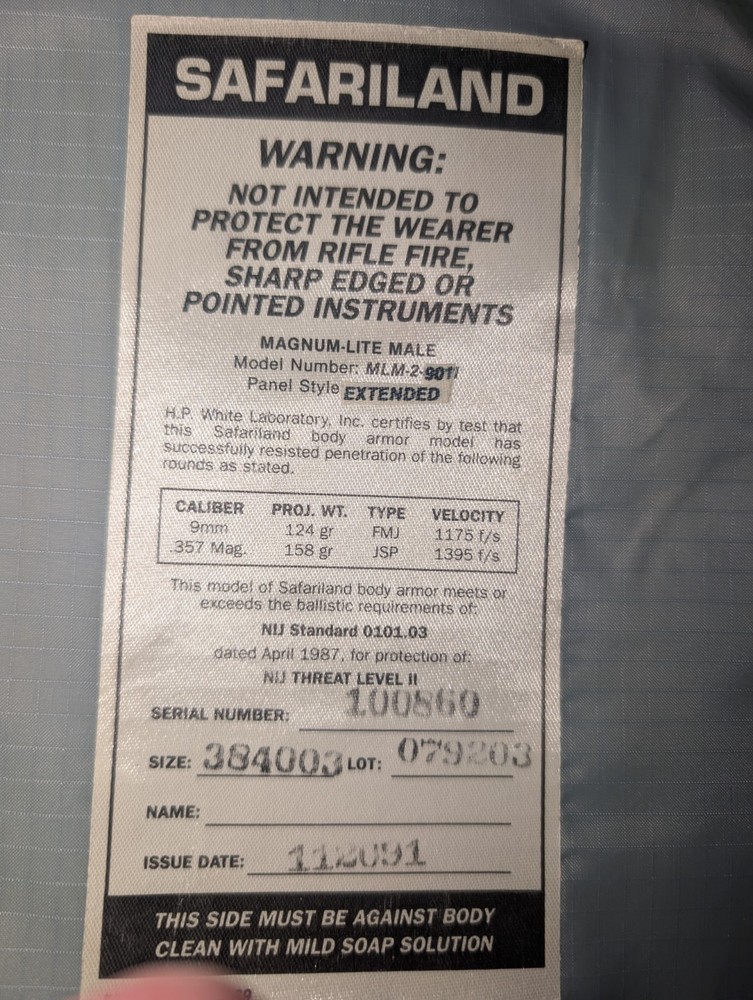 SAFARILAND
WARNING:
NOT INTENDED TO
PROTECT THE WEARER
FROM RIFLE FIRE,
SHARP EDGED OR
POINTED INSTRUMENTS
MAGNUM-LITE MALE
Model Number: MLM-2-
Panel Style EXTENDED
H.P. White Laboratory, Inc. certifies by test that
this Safariland body armor model has
successfully resisted penetration of the following
rounds as stated.
CALIBER PROJ. WT. TYPE VELOCITY
9mm 124 gr FMJ 1175 f/s
.357 Mag. 158 gr JSP 1395 f/s
This model of Safariland body armor meets or
exceeds the ballistic requirements of:
NIJ Standard 0101.03
dated April 1987, for protection of:
NIJ THREAT LEVEL II
SERIAL NUMBER: 100860
SIZE: 384003 LOT:
NAME:
ISSUE DATE:
THIS SIDE MUST BE AGAINST BODY
CLEAN WITH MILD SOAP SOLUTION